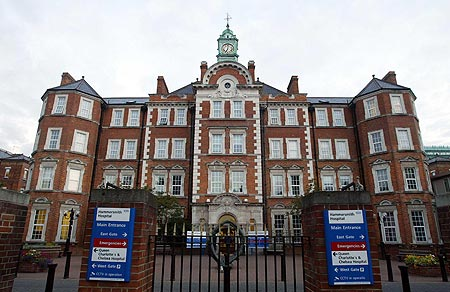 Hammersmith Hospital
Main Entrance
East Gate
Emergencies
Queen
Charlotte's &
Chelsea Hospital
West Gate
Hammersmith Hospital
Main Entrance
East Gate
Emergencies
Queen
Charlotte's &
Chelsea Hospital
West Gate